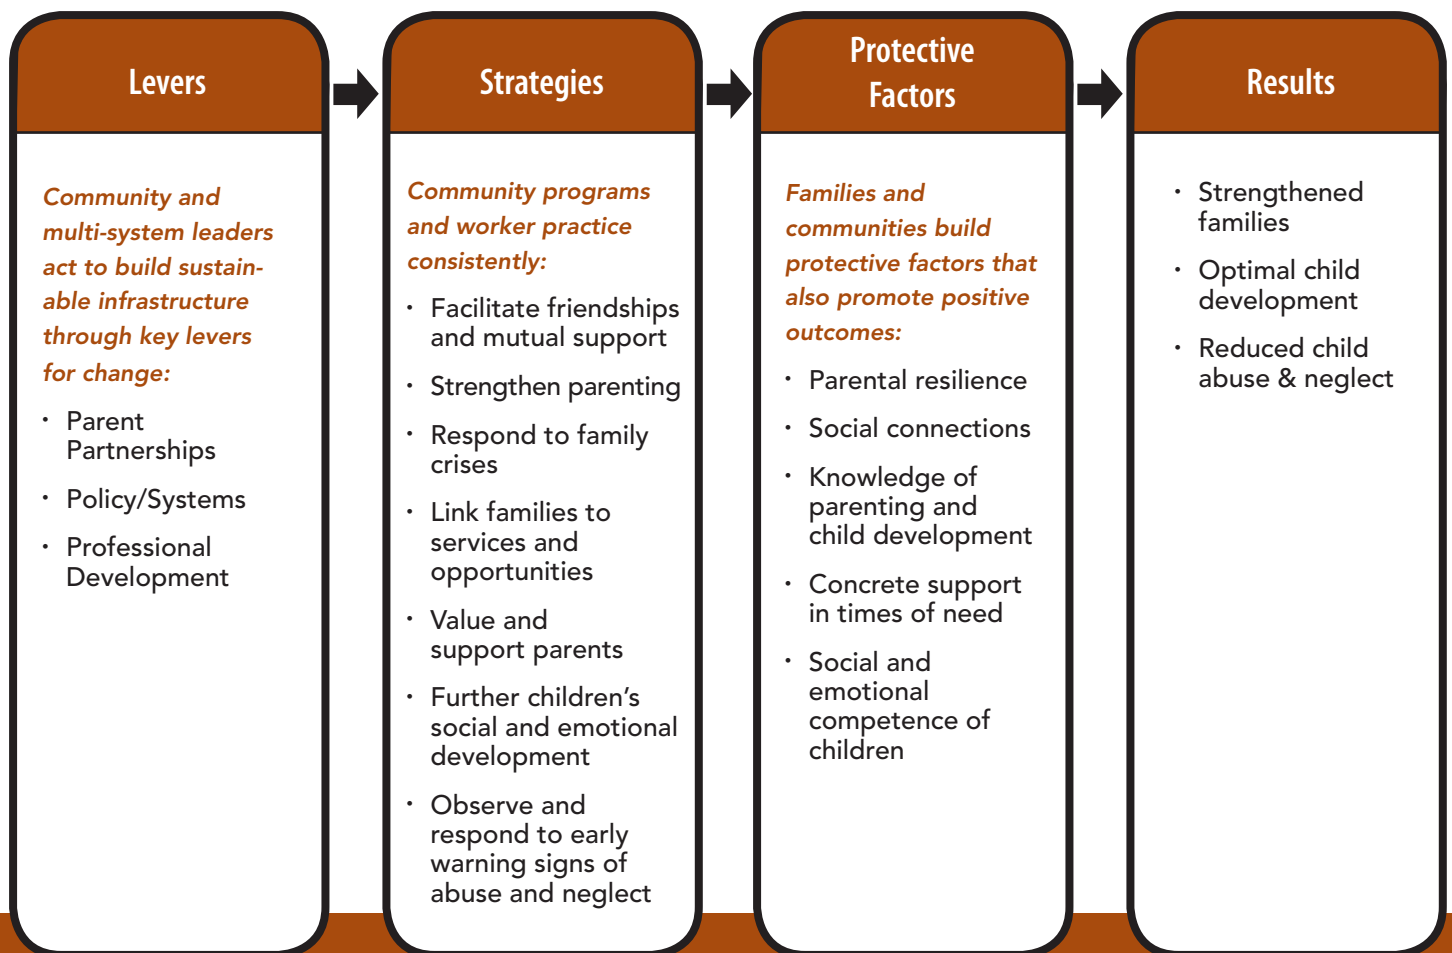 Levers
Community and
multi-system leaders
act to build sustain-
able infrastructure
through key levers
for change:
· Parent
Partnerships
· Policy/Systems
· Professional
Development
Strategies
Community programs
and worker practice
consistently:
· Facilitate friendships
and mutual support
· Strengthen parenting
· Respond to family
crises
· Link families to
services and
opportunities
· Value and
support parents
· Further children’s
social and emotional
development
· Observe and
respond to early
warning signs of
abuse and neglect
Protective
Factors
Families and
communities build
protective factors that
also promote positive
outcomes:
· Parental resilience
· Social connections
· Knowledge of
parenting and
child development
· Concrete support
in times of need
· Social and
emotional
competence of
children
Results
· Strengthened
families
· Optimal child
development
· Reduced child
abuse & neglect